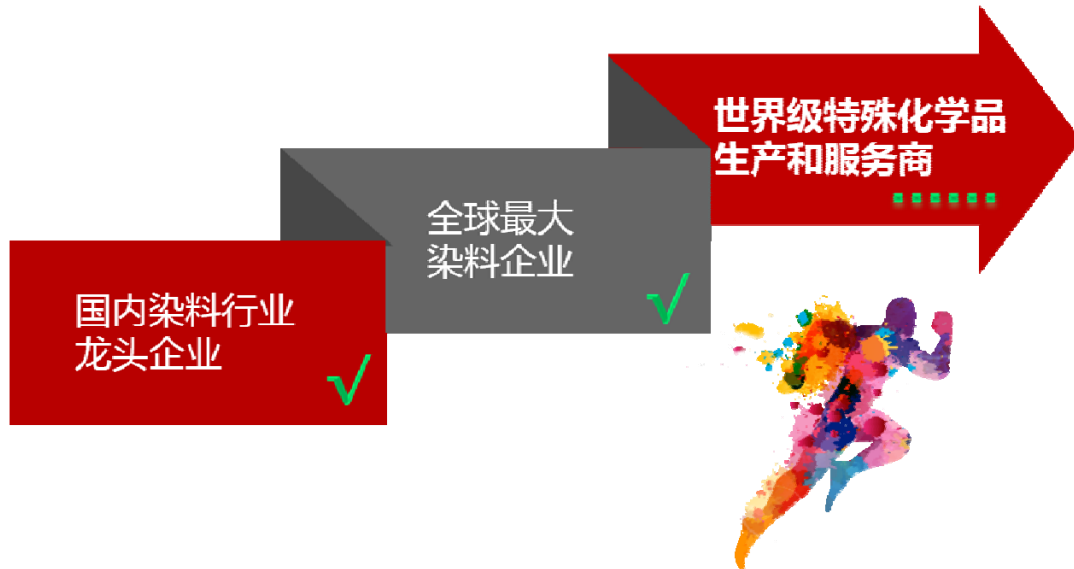 世界级特殊化学品
生产和服务商
全球最大
染料企业
√
国内染料行业
龙头企业
√